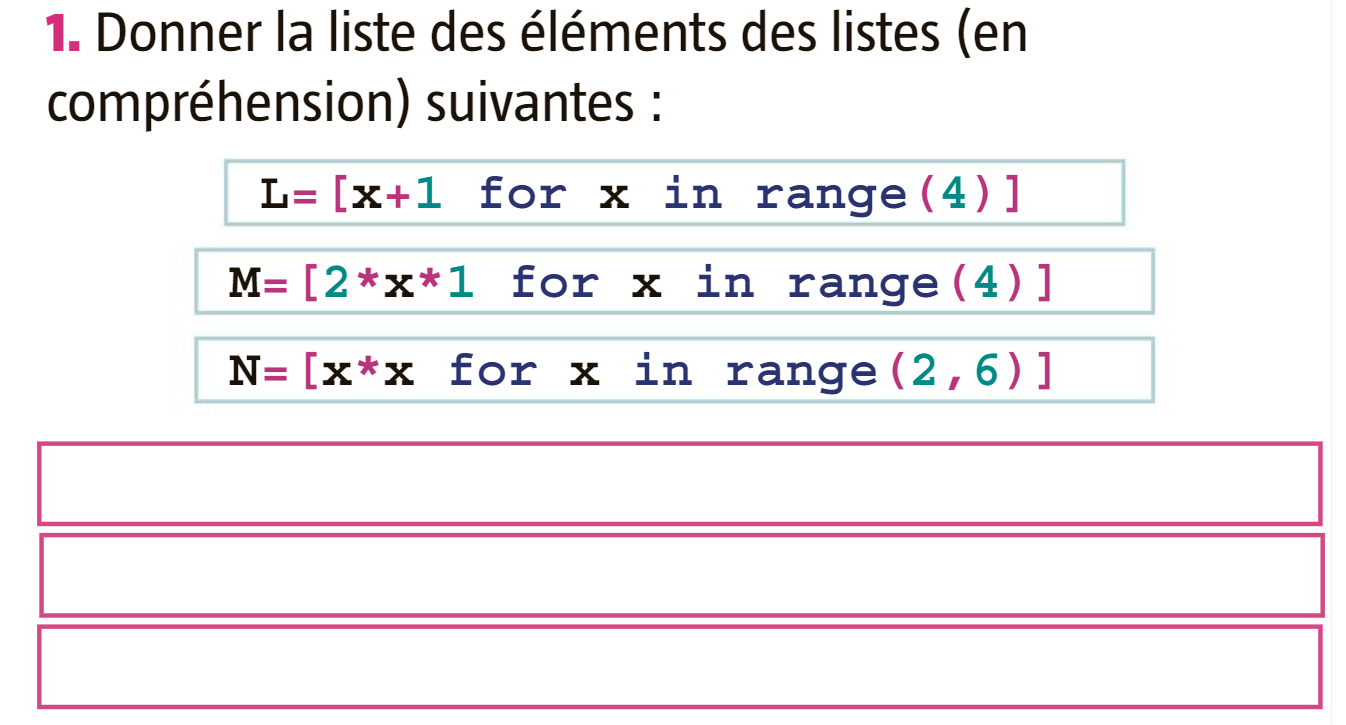 1. Donner la liste des éléments des listes (en
compréhension) suivantes :
L=[x+1 for x in range(4)]
M=[2*x*1 for x in range(4)]
N=[x*x for x in range(2,6)]